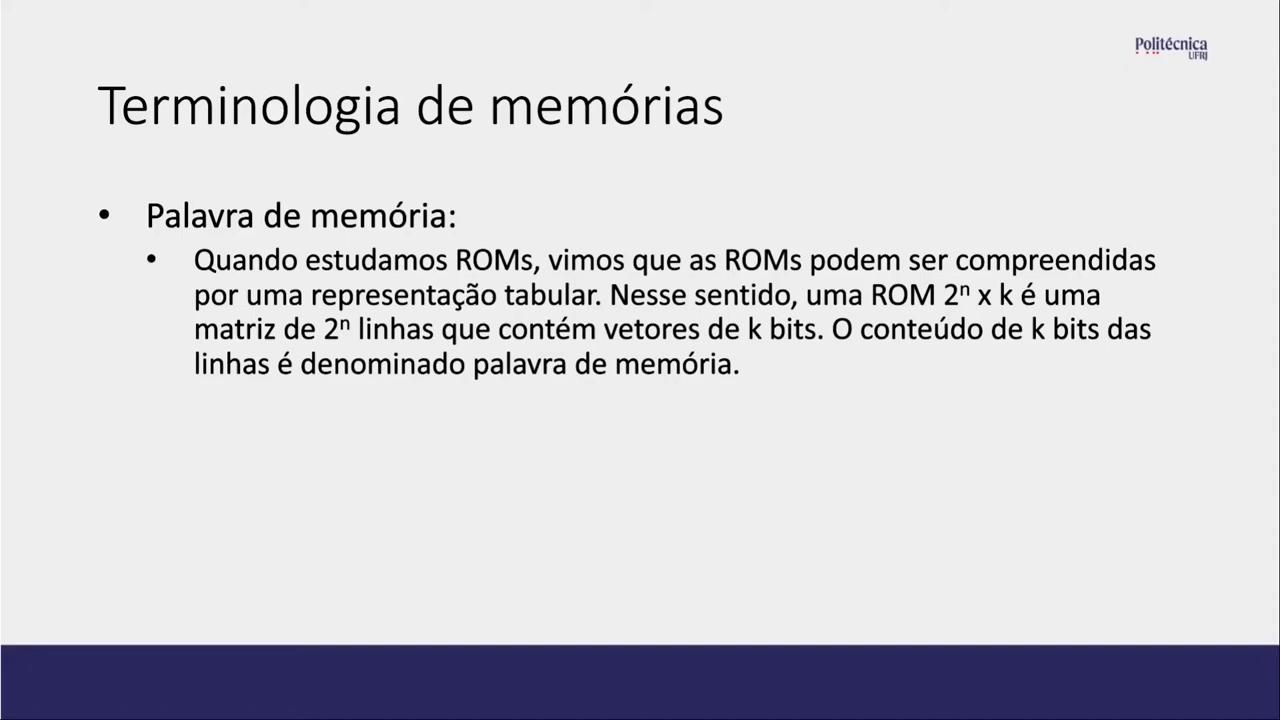 Politécnica
UFRJ
Terminologia de memórias
• Palavra de memória:
• Quando estudamos ROMs, vimos que as ROMs podem ser compreendidas
por uma representação tabular. Nesse sentido, uma ROM 2ⁿ x k é uma
matriz de 2ⁿ linhas que contém vetores de k bits. O conteúdo de k bits das
linhas é denominado palavra de memória.